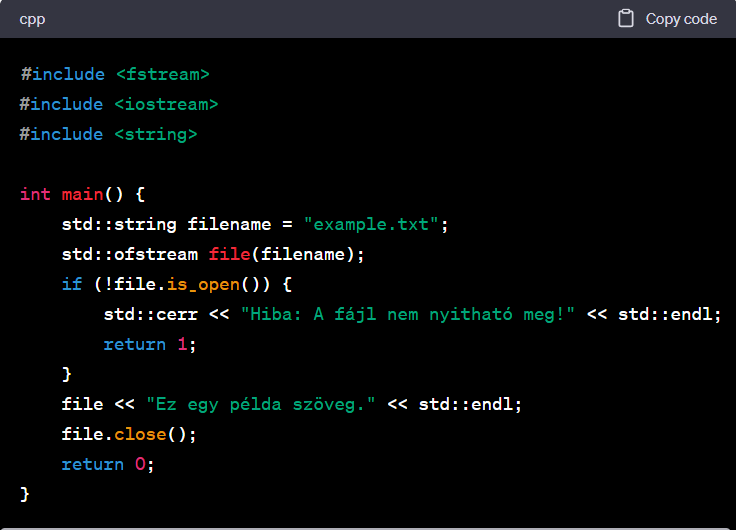 cpp
Copy code
#include <fstream>
#include <iostream>
#include <string>
int main() {
    std::string filename = "example.txt";
    std::ofstream file(filename);
    if (!file.is_open()) {
        std::cerr << "Hiba: A fájl nem nyitható meg!" << std::endl;
        return 1;
    }
    file << "Ez egy példa szöveg." << std::endl;
    file.close();
    return 0;
}